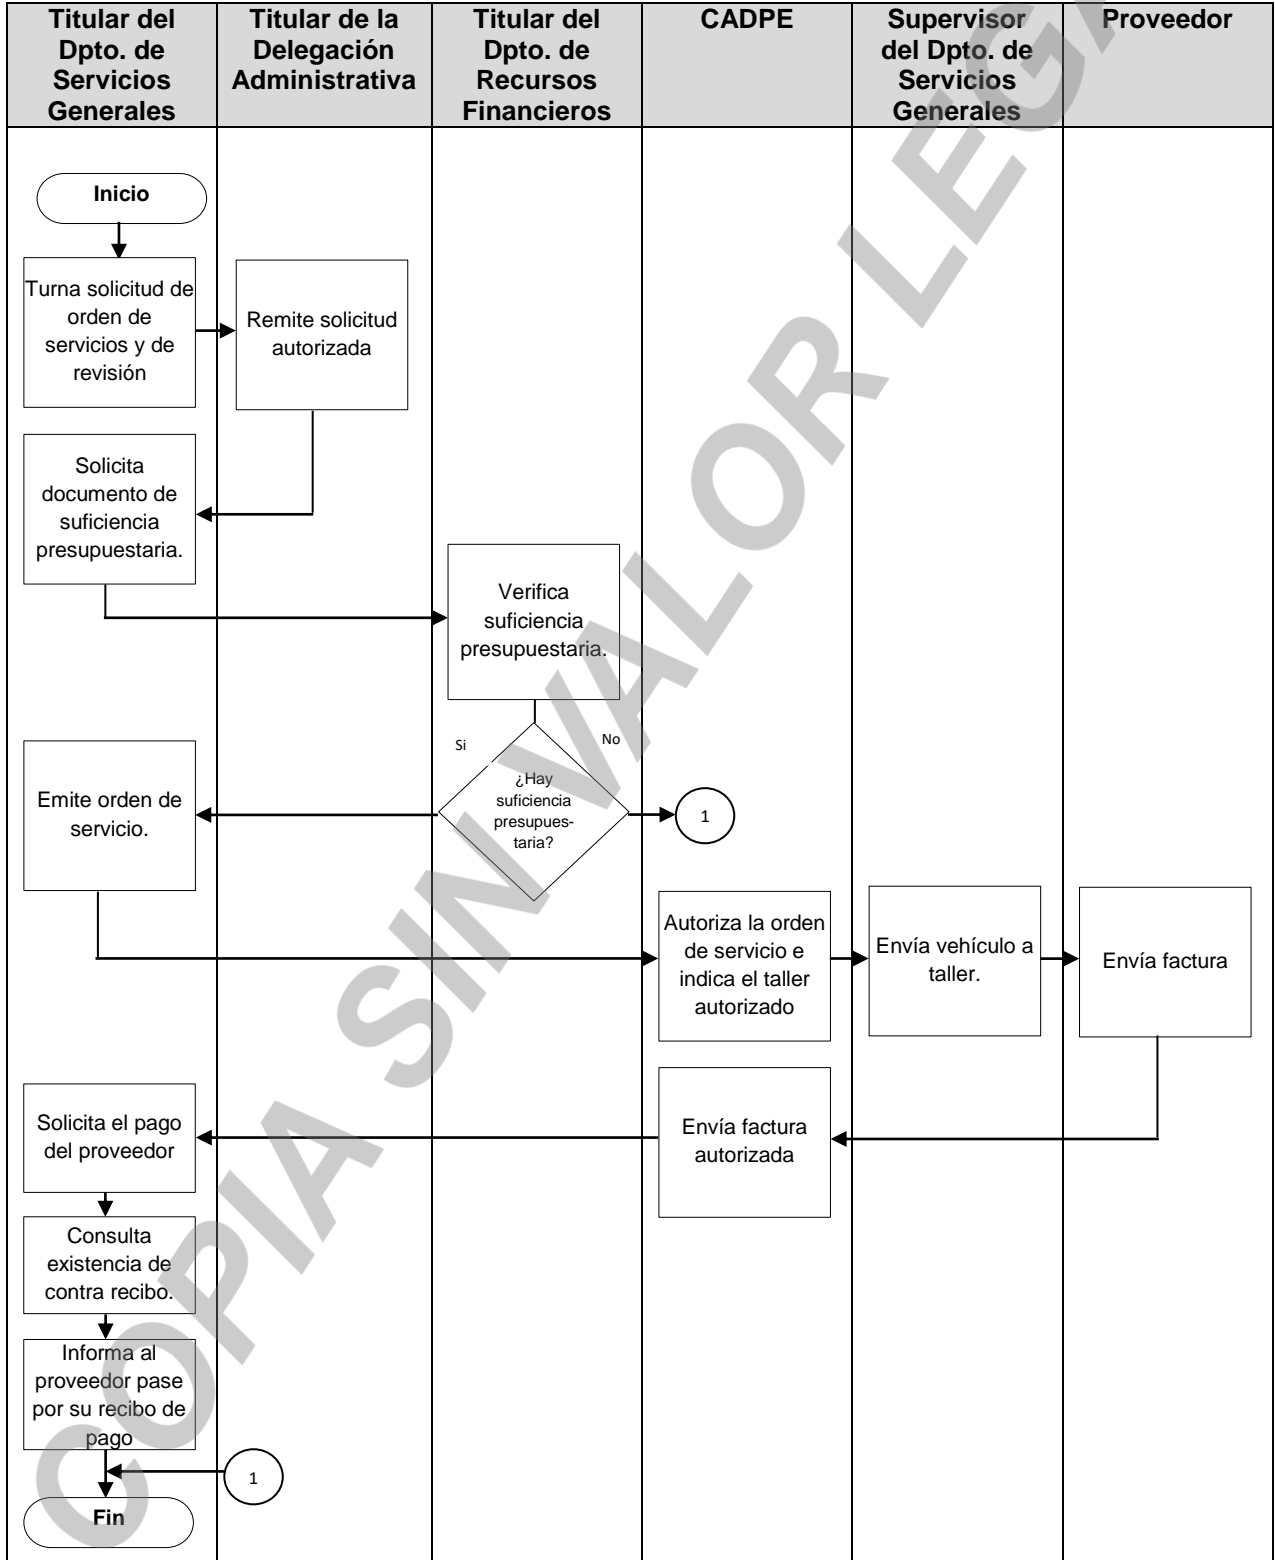 Titular del
Dpto. de
Servicios
Generales
Titular de la
Delegación
Administrativa
Titular del
Dpto. de
Recursos
Financieros
CADPE
Supervisor
del Dpto. de
Servicios
Generales
Proveedor
Inicio
Turna solicitud de
orden de
servicios y de
revisión
Remite solicitud
autorizada
Solicita
documento de
suficiencia
presupuestaria.
Verifica
suficiencia
presupuestaria.
Si
No
¿Hay
suficiencia
presupues-
taria?
1
Emite orden de
servicio.
Autoriza la orden
de servicio e
indica el taller
autorizado
Envía vehículo a
taller.
Envía factura
Envía factura
autorizada
Solicita el pago
del proveedor
Consulta
existencia de
contra recibo.
Informa al
proveedor pase
por su recibo de
pago
1
Fin
COPIA SIN VALOR LEGA